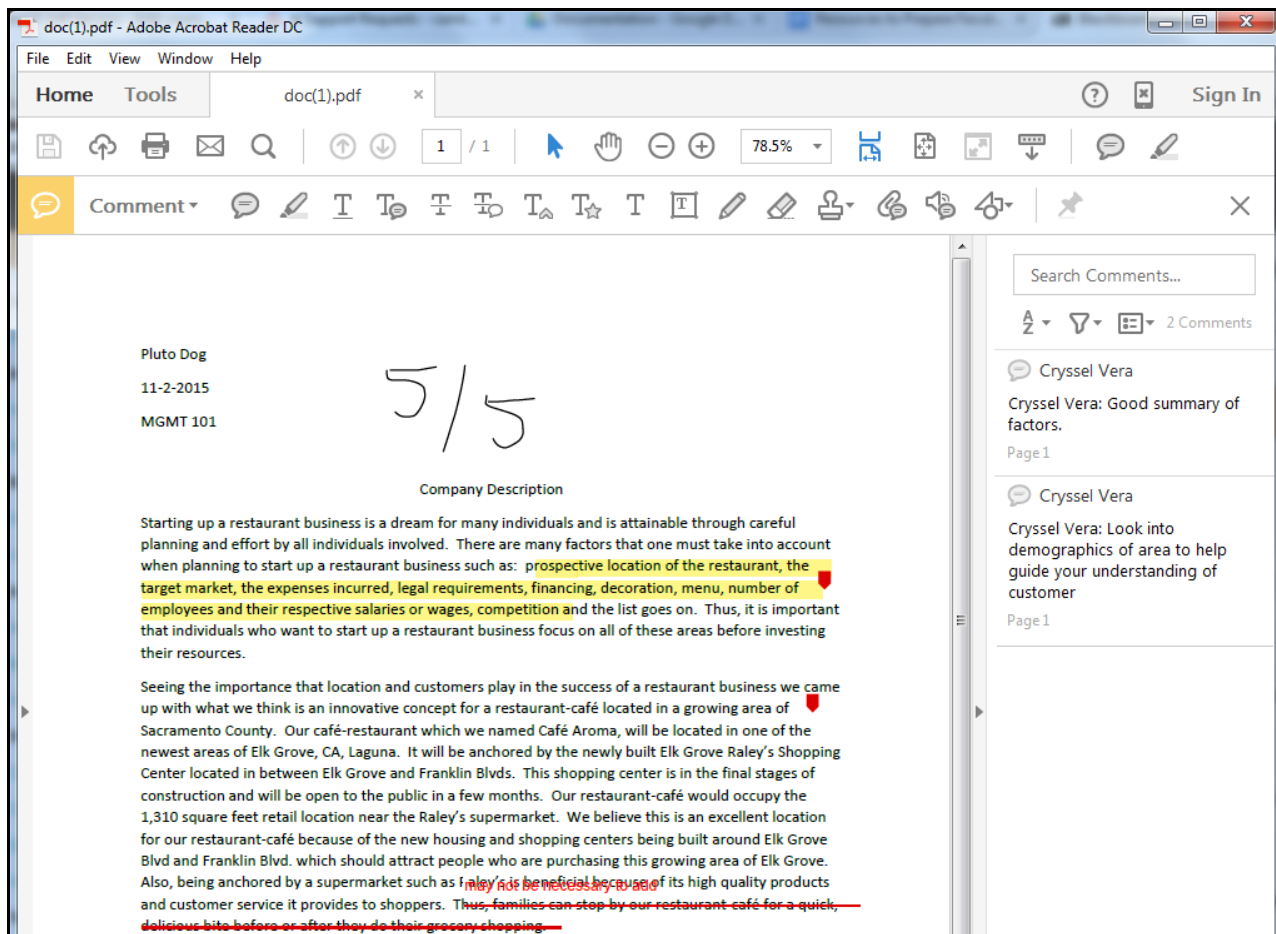 doc(1).pdf - Adobe Acrobat Reader DC
File Edit View Window Help
Home Tools doc(1).pdf × ? Sign In
1 / 1 78.5%
Comment
Search Comments...
2 Comments
Pluto Dog
11-2-2015
MGMT 101
5/5
Company Description
Starting up a restaurant business is a dream for many individuals and is attainable through careful
planning and effort by all individuals involved. There are many factors that one must take into account
when planning to start up a restaurant business such as: prospective location of the restaurant, the
target market, the expenses incurred, legal requirements, financing, decoration, menu, number of
employees and their respective salaries or wages, competition and the list goes on. Thus, it is important
that individuals who want to start up a restaurant business focus on all of these areas before investing
their resources.
Seeing the importance that location and customers play in the success of a restaurant business we came
up with what we think is an innovative concept for a restaurant-café located in a growing area of
Sacramento County. Our café-restaurant which we named Café Aroma, will be located in one of the
newest areas of Elk Grove, CA, Laguna. It will be anchored by the newly built Elk Grove Raley's Shopping
Center located in between Elk Grove and Franklin Blvds. This shopping center is in the final stages of
construction and will be open to the public in a few months. Our restaurant-café would occupy the
1,310 square feet retail location near the Raley's supermarket. We believe this is an excellent location
for our restaurant-café because of the new housing and shopping centers being built around Elk Grove
Blvd and Franklin Blvd. which should attract people who are purchasing this growing area of Elk Grove.
Also, being anchored by a supermarket such as Raley's is beneficial because of its high quality products
may not be necessary to add
and customer service it provides to shoppers. Thus, families can stop by our restaurant-café for a quick,
delicious bite before or after they do their grocery shopping.
Cryssel Vera
Cryssel Vera: Good summary of
factors.
Page 1
Cryssel Vera
Cryssel Vera: Look into
demographics of area to help
guide your understanding of
customer
Page 1